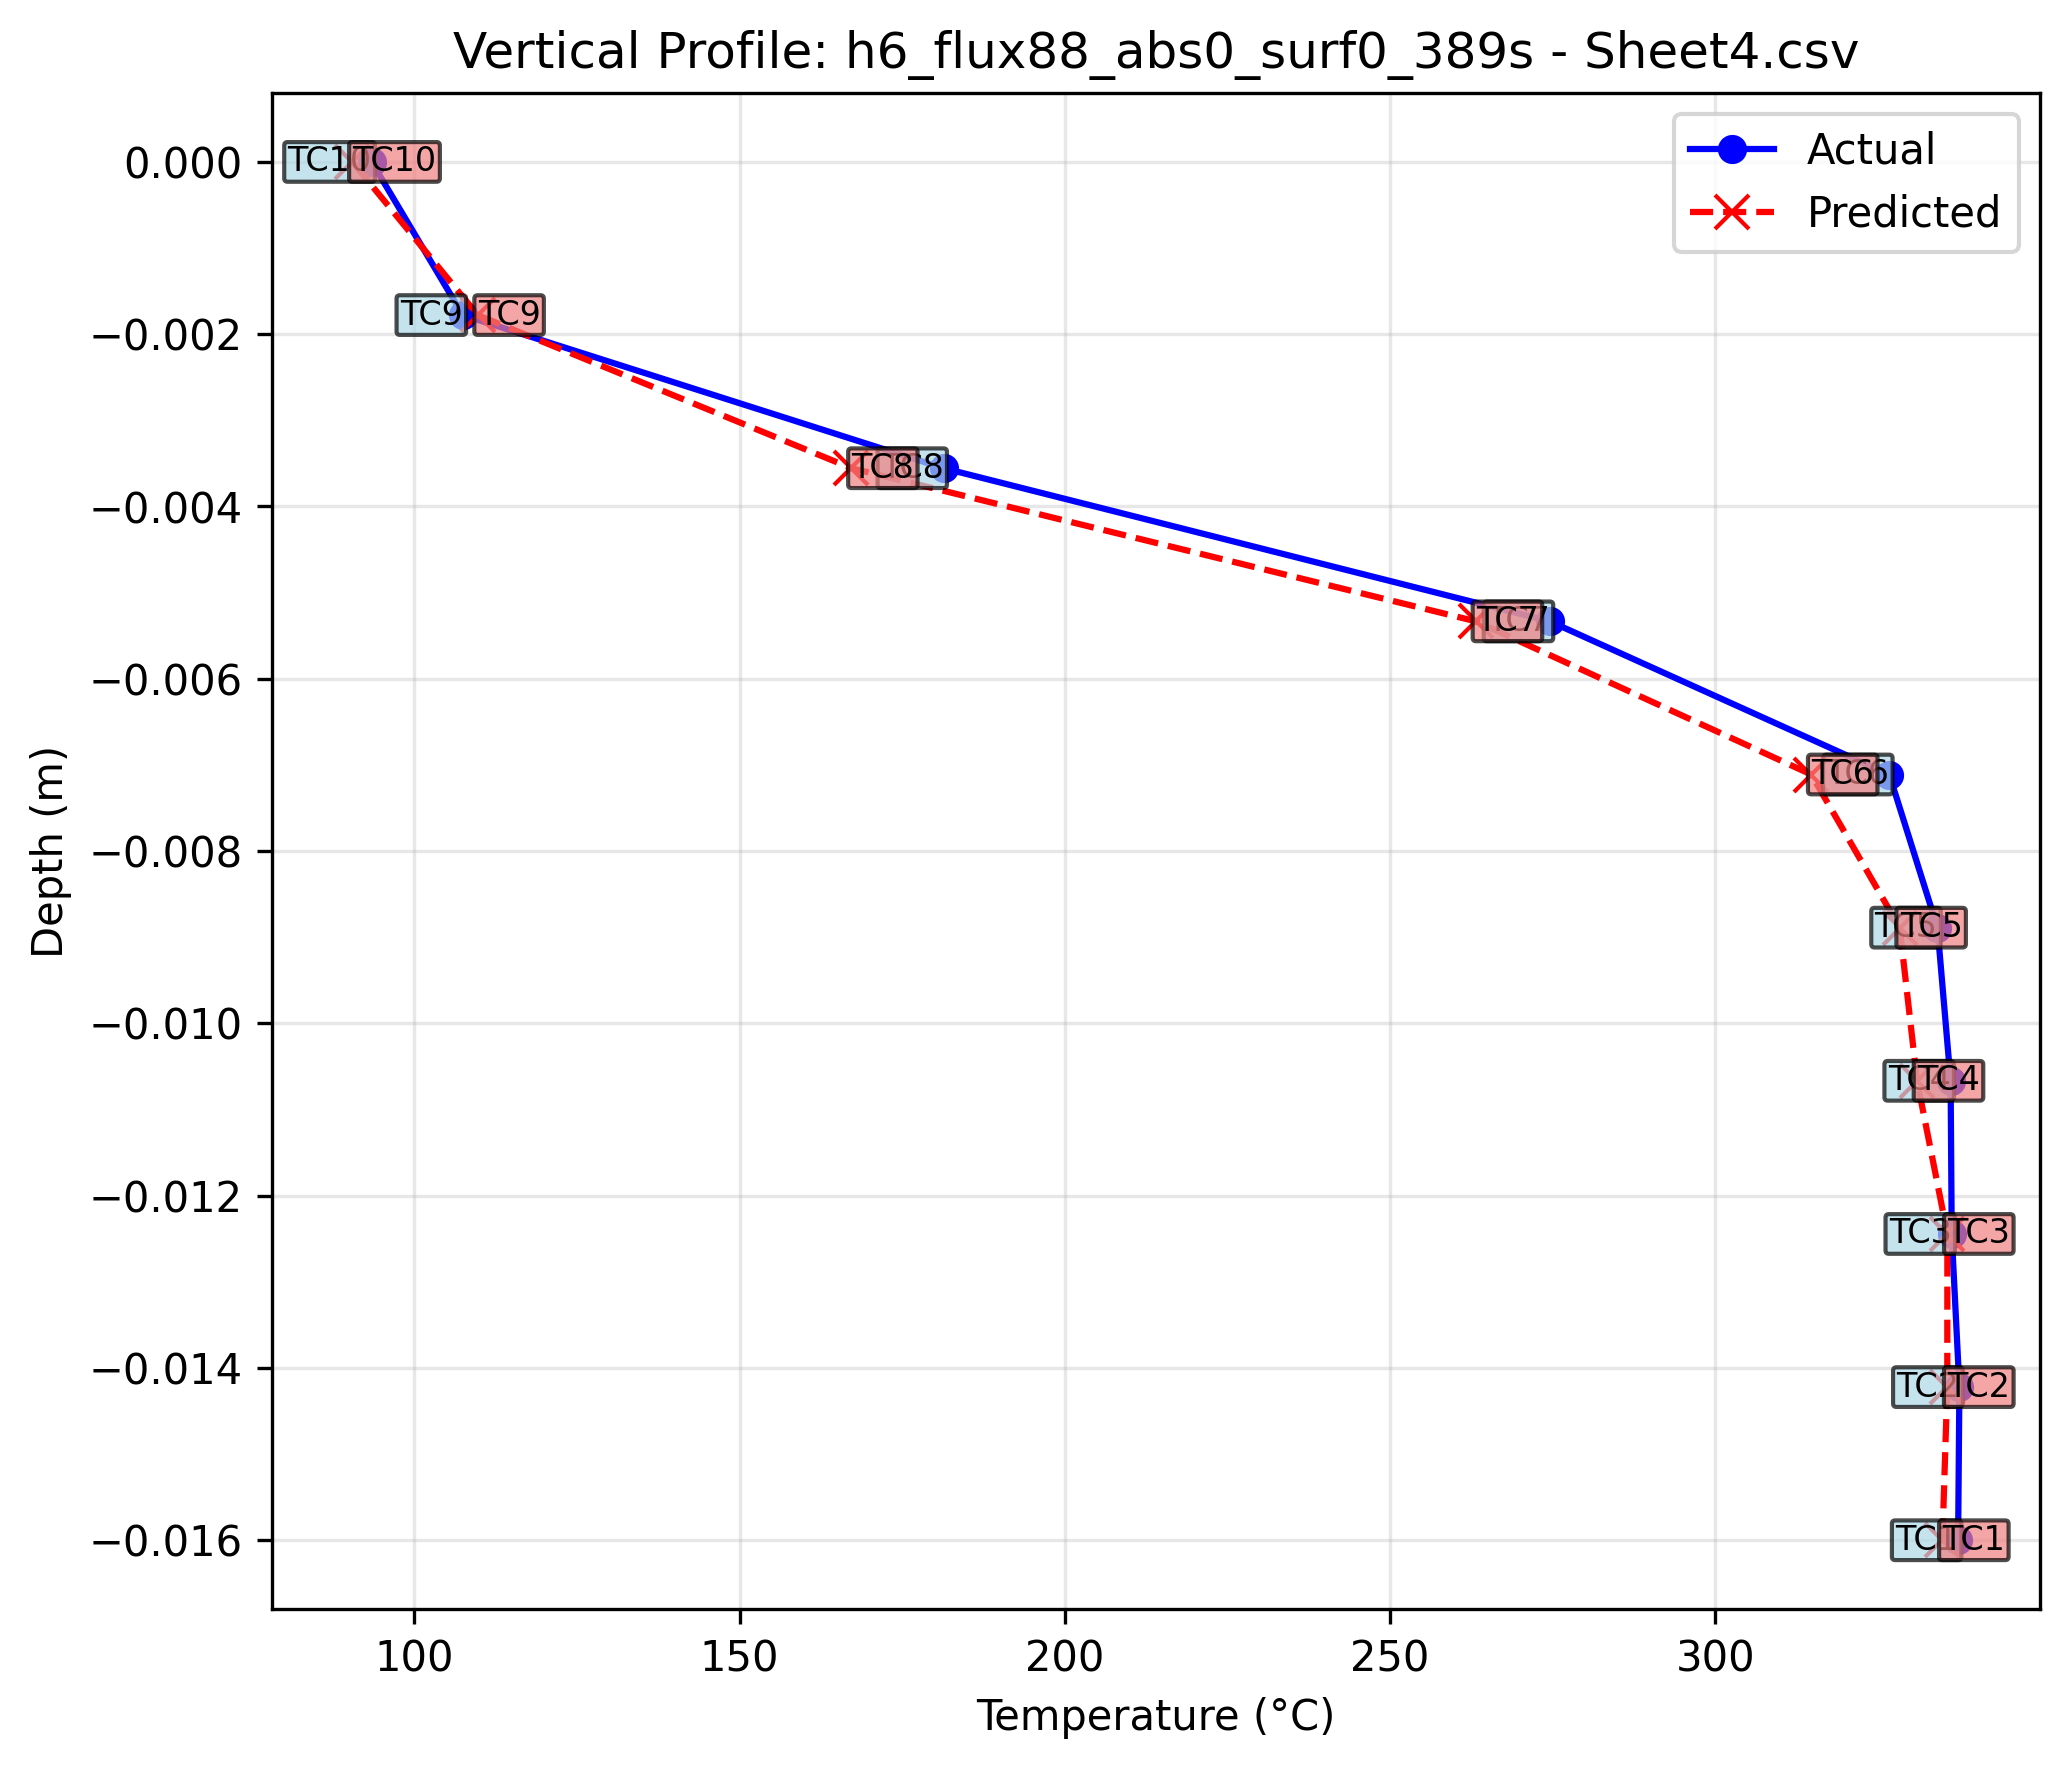 Vertical Profile: h6_flux88_abs0_surf0_389s - Sheet4.csv
Actual
Predicted
0.000
−0.002
−0.004
−0.006
−0.008
−0.010
−0.012
−0.014
−0.016
Depth (m)
TC10
TC9 TC9
TC8
TC7
TC6
TC5
TC4
TC3 TC3
TC2 TC2
TC1
100 150 200 250 300
Temperature (°C)